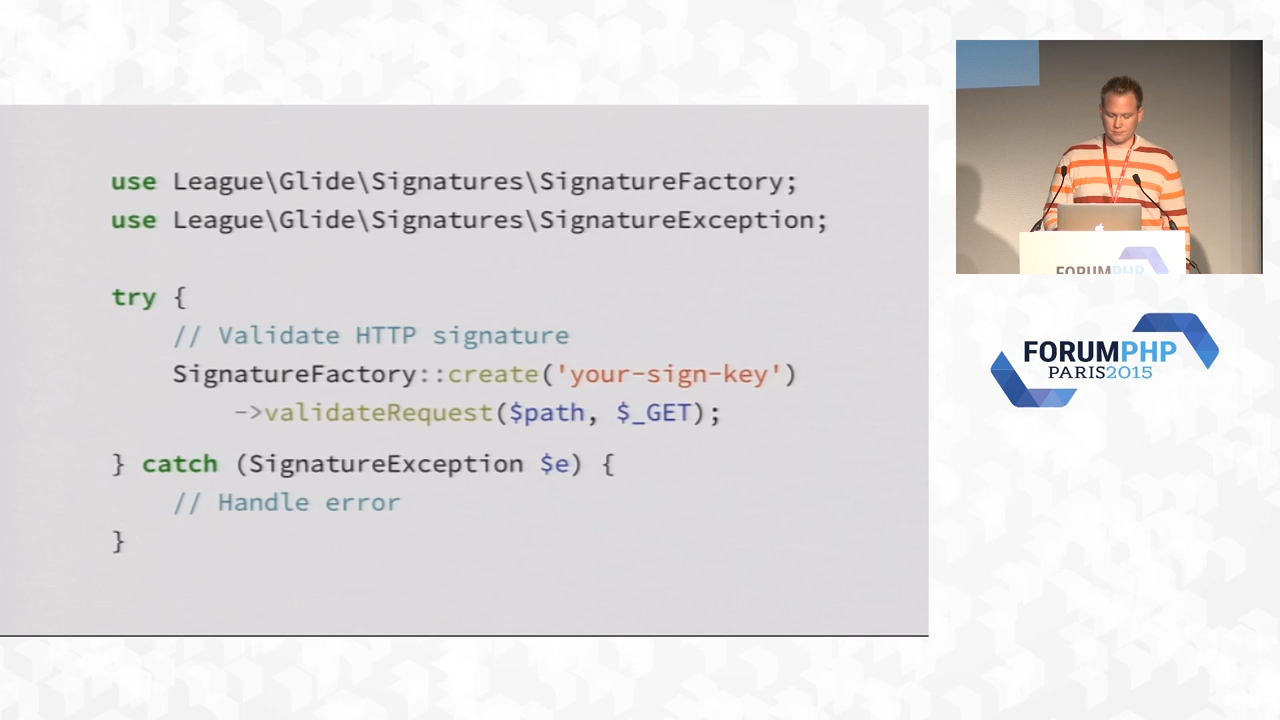 use League\Glide\Signatures\SignatureFactory;
use League\Glide\Signatures\SignatureException;
try {
// Validate HTTP signature
SignatureFactory::create('your-sign-key')
->validateRequest($path, $_GET);
} catch (SignatureException $e) {
// Handle error
}
FORUMPHP
FORUMPHP
PARIS2015